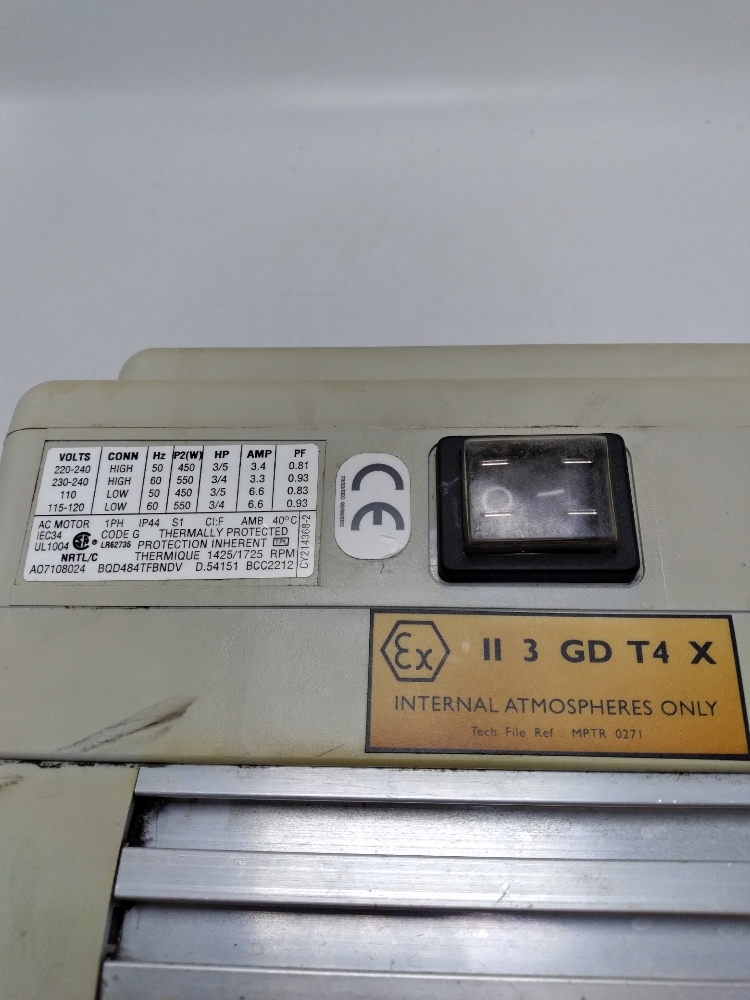 VOLTS CONN Hz P2(W) HP AMP PF
220-240 HIGH 50 450 3/5 3.4 0.81
230-240 HIGH 60 550 3/4 3.3 0.93
110 LOW 50 450 3/5 6.6 0.83
115-120 LOW 60 550 3/4 6.6 0.93
AC MOTOR 1PH IP44 S1 Cl:F AMB 40°C
IEC34 CODE G THERMALLY PROTECTED
UL1004 LR62735 PROTECTION INHERENT TPU
NRTL/C THERMIQUE 1425/1725 RPM
A07108024 BQD484TFBNDV D.54151 BCC2212
CY214368-2
CE
Ex II 3 GD T4 X
INTERNAL ATMOSPHERES ONLY
Tech File Ref : MPTR 0271